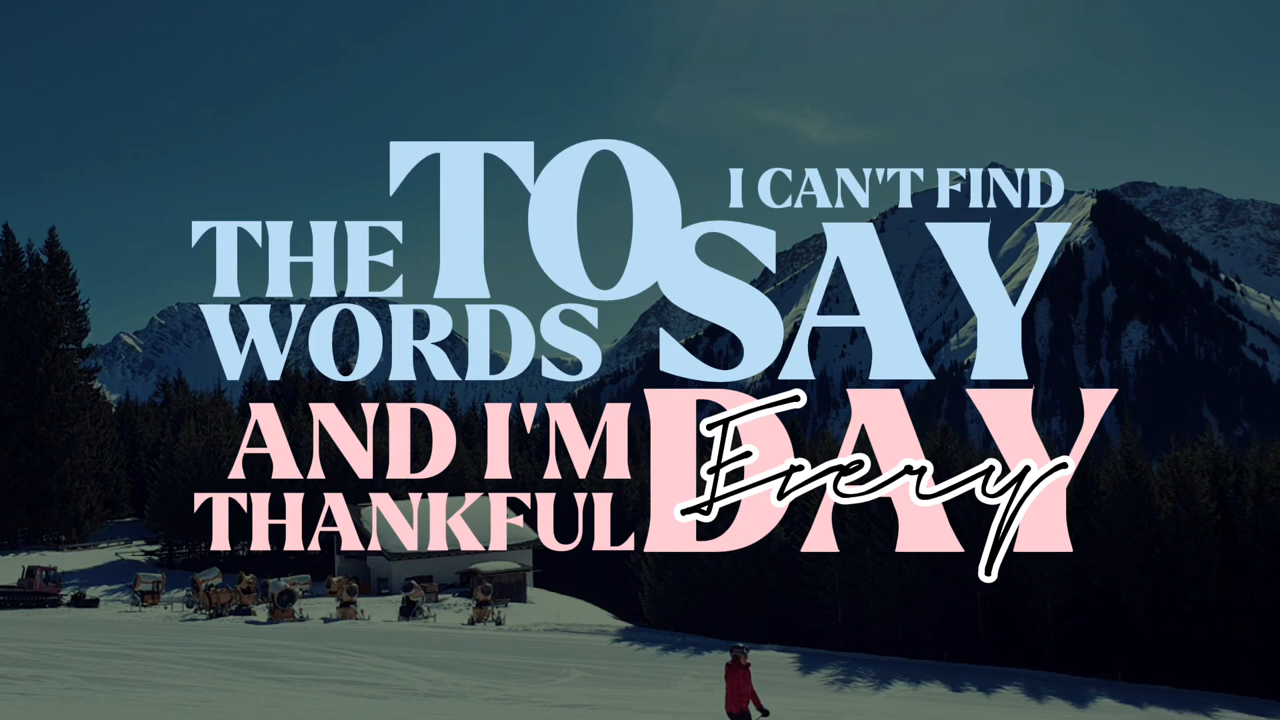 I CAN'T FIND
THE WORDS
TO SAY
AND I'M
THANKFUL
Every DAY